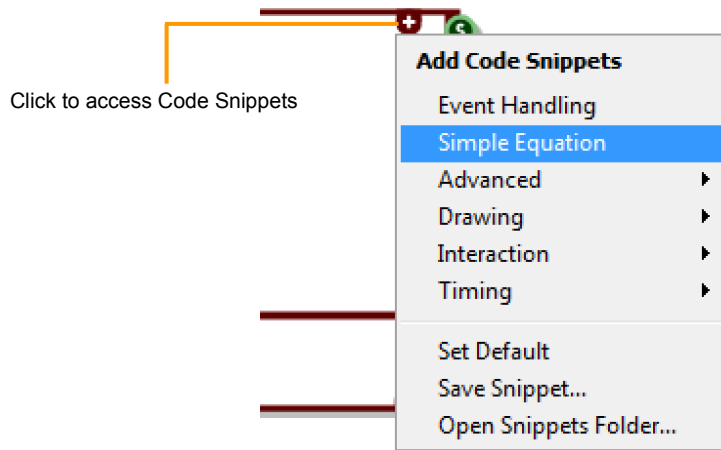 S
Add Code Snippets
Click to access Code Snippets
Event Handling
Simple Equation
Advanced
Drawing
Interaction
Timing
Set Default
Save Snippet...
Open Snippets Folder...